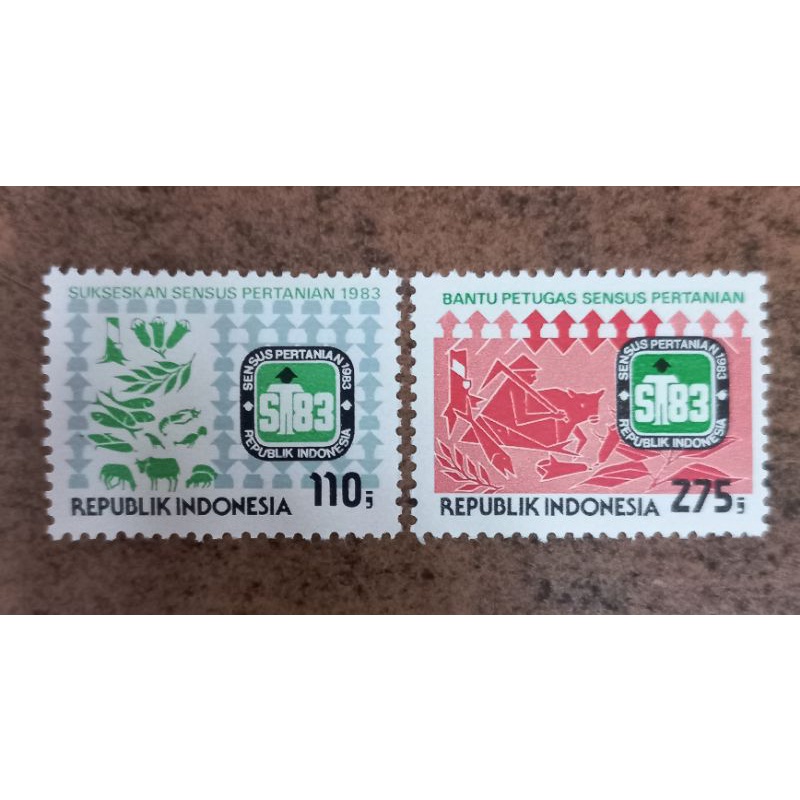 SUKSESKAN SENSUS PERTANIAN 1983
SENSUS PERTANIAN 1983
ST83
REPUBLIK INDONESIA
110,-
REPUBLIK INDONESIA
BANTU PETUGAS SENSUS PERTANIAN
SENSUS PERTANIAN 1983
ST83
REPUBLIK INDONESIA
275,-
REPUBLIK INDONESIA